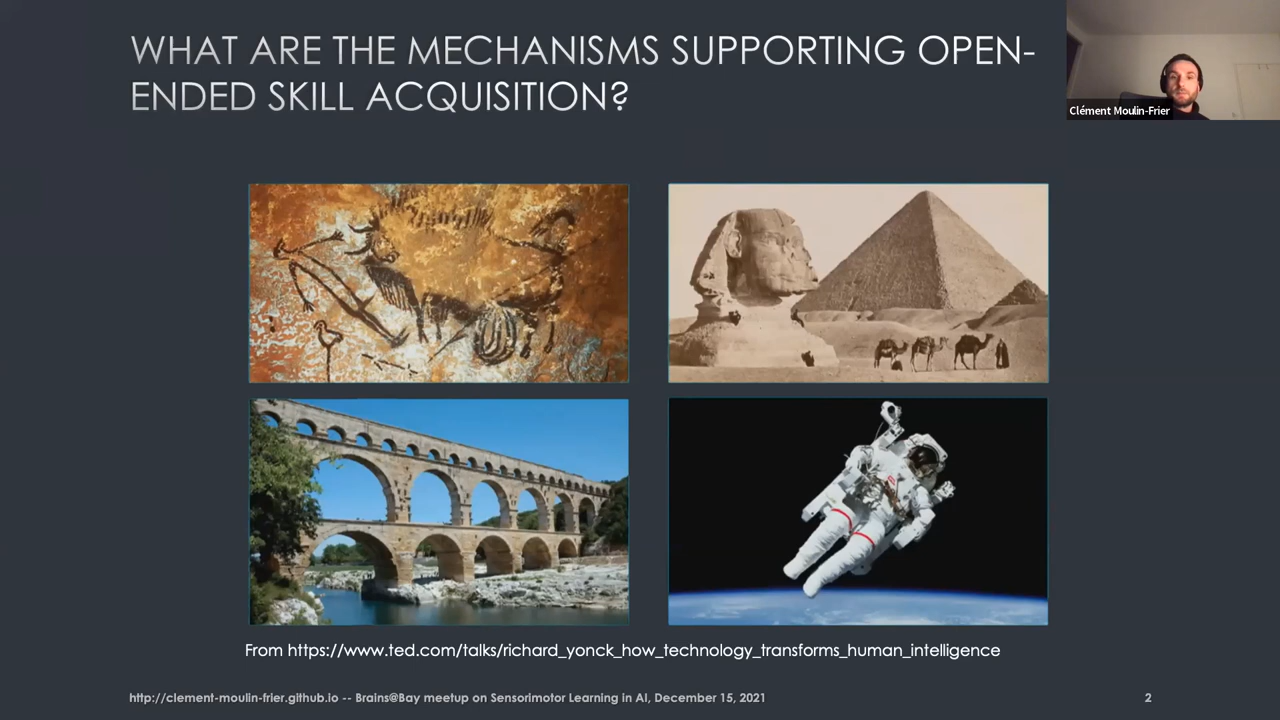 WHAT ARE THE MECHANISMS SUPPORTING OPEN-
ENDED SKILL ACQUISITION?
Clément Moulin-Frier
From https://www.ted.com/talks/richard_yonck_how_technology_transforms_human_intelligence
http://clement-moulin-frier.github.io -- Brains@Bay meetup on Sensorimotor Learning in AI, December 15, 2021
2